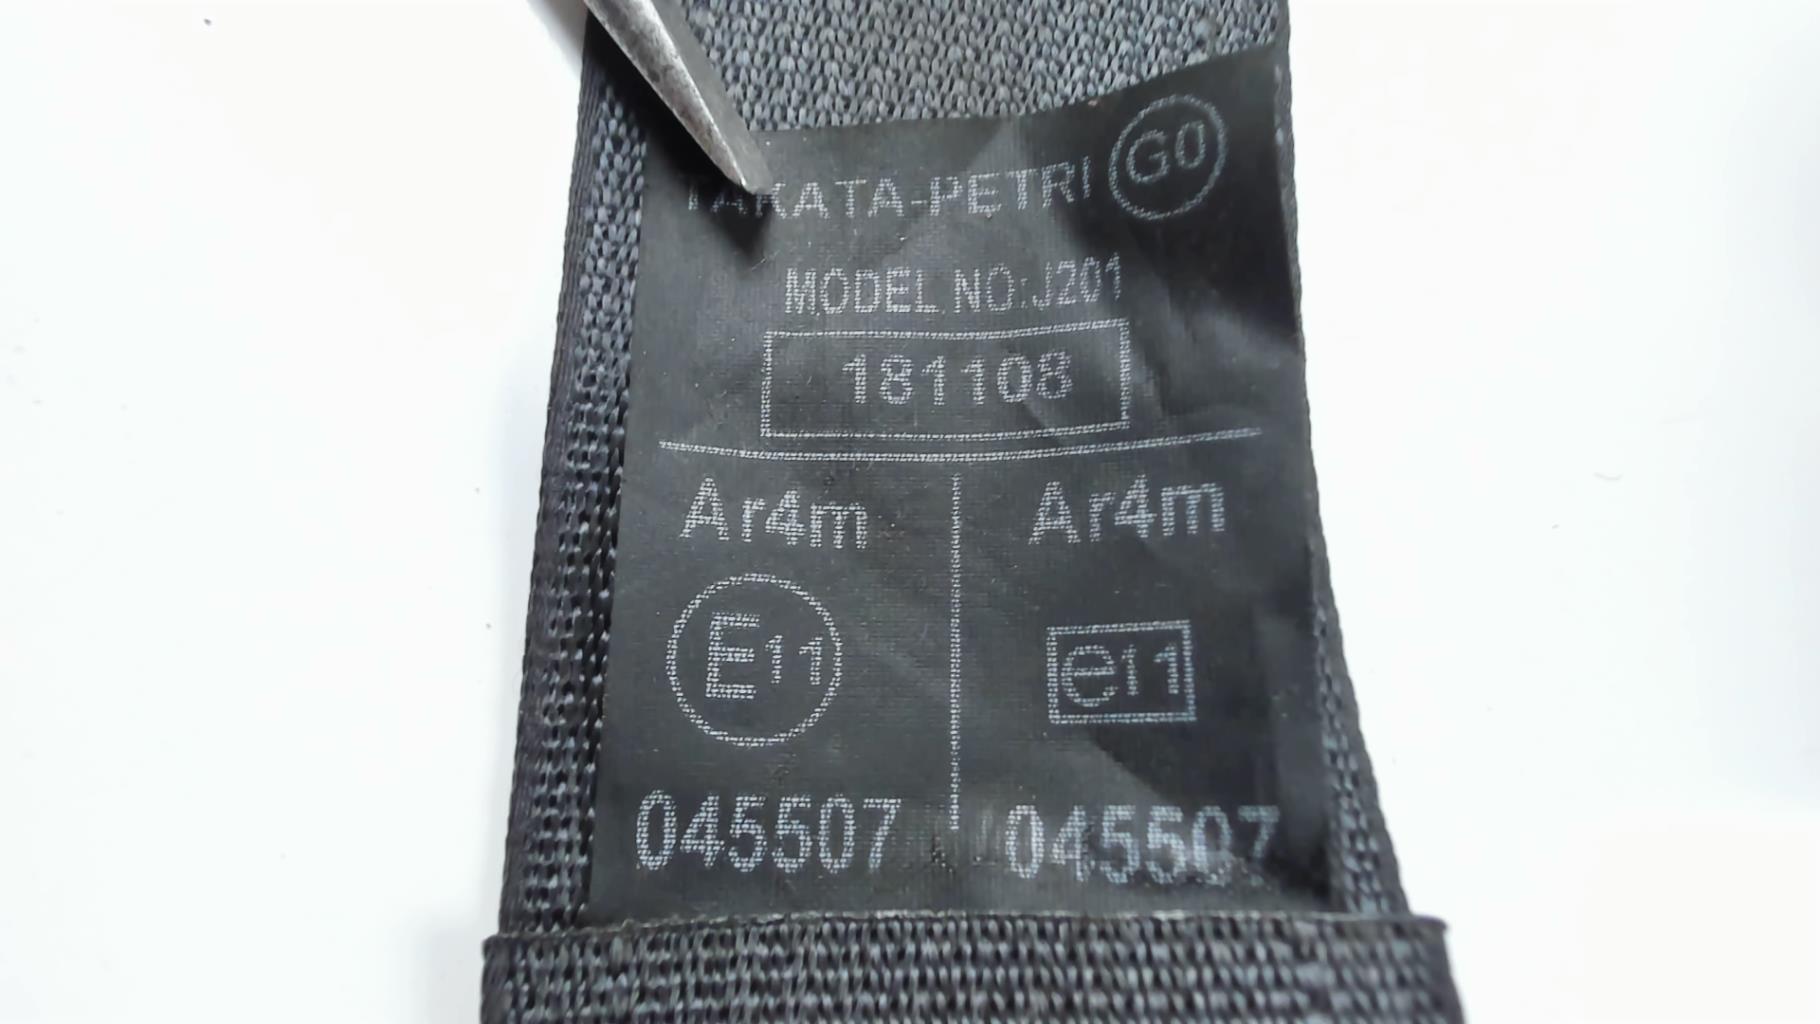 TAKATA-PETRI G0
MODEL NO:J201
181108
Ar4m Ar4m
E11 e11
045507 045507